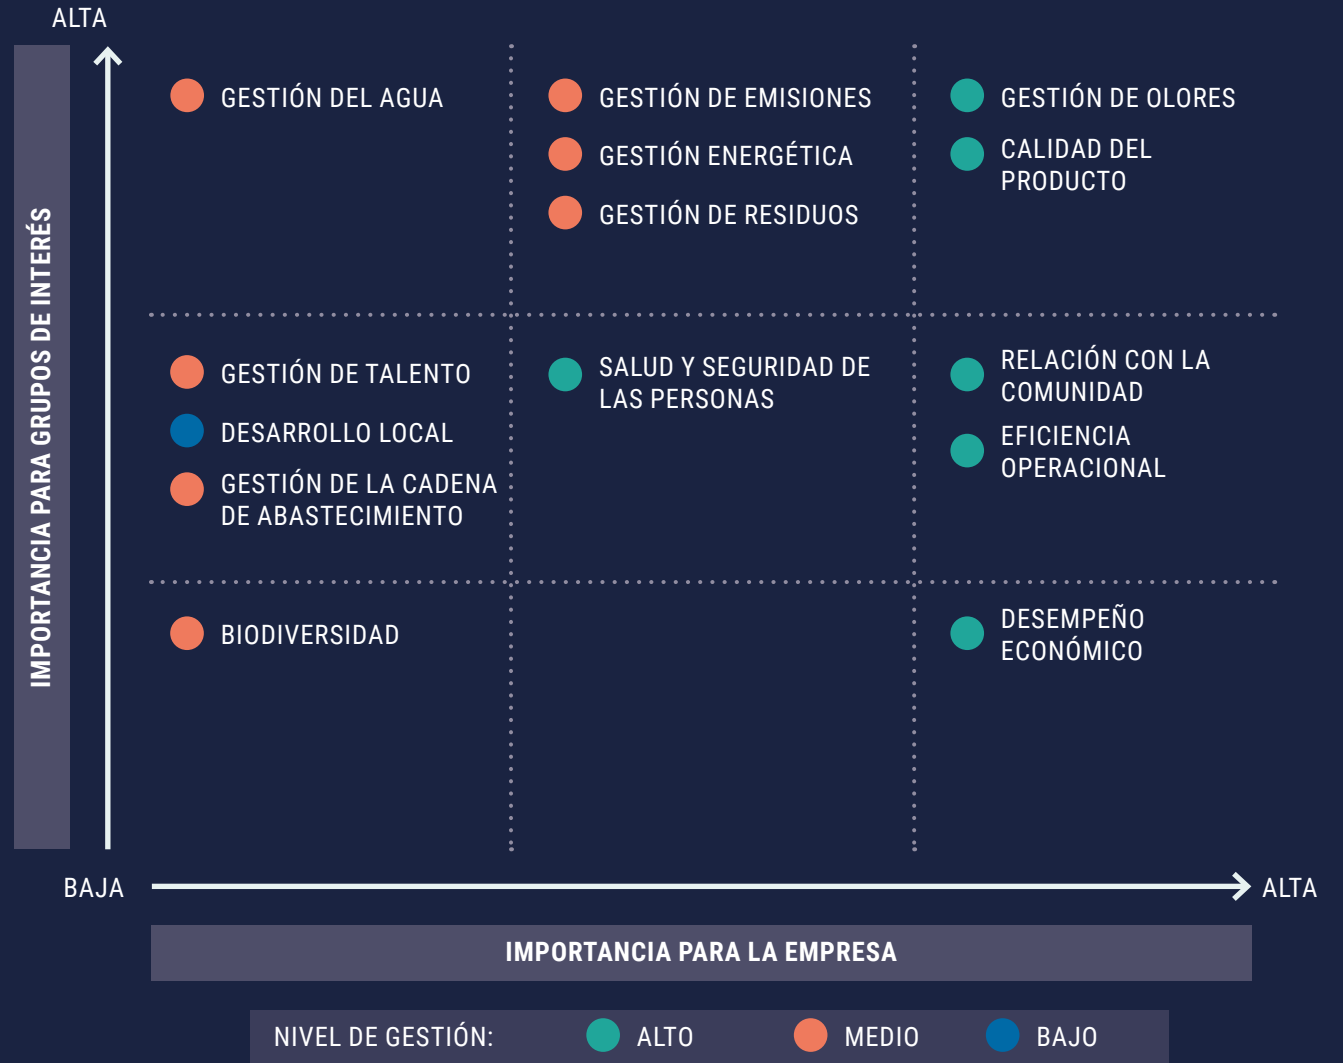 ALTA
IMPORTANCIA PARA GRUPOS DE INTERÉS
GESTIÓN DEL AGUA
GESTIÓN DE EMISIONES
GESTIÓN ENERGÉTICA
GESTIÓN DE RESIDUOS
GESTIÓN DE OLORES
CALIDAD DEL
PRODUCTO
GESTIÓN DE TALENTO
DESARROLLO LOCAL
GESTIÓN DE LA CADENA
DE ABASTECIMIENTO
SALUD Y SEGURIDAD DE
LAS PERSONAS
RELACIÓN CON LA
COMUNIDAD
EFICIENCIA
OPERACIONAL
BIODIVERSIDAD
DESEMPEÑO
ECONÓMICO
BAJA
ALTA
IMPORTANCIA PARA LA EMPRESA
NIVEL DE GESTIÓN: ALTO MEDIO BAJO